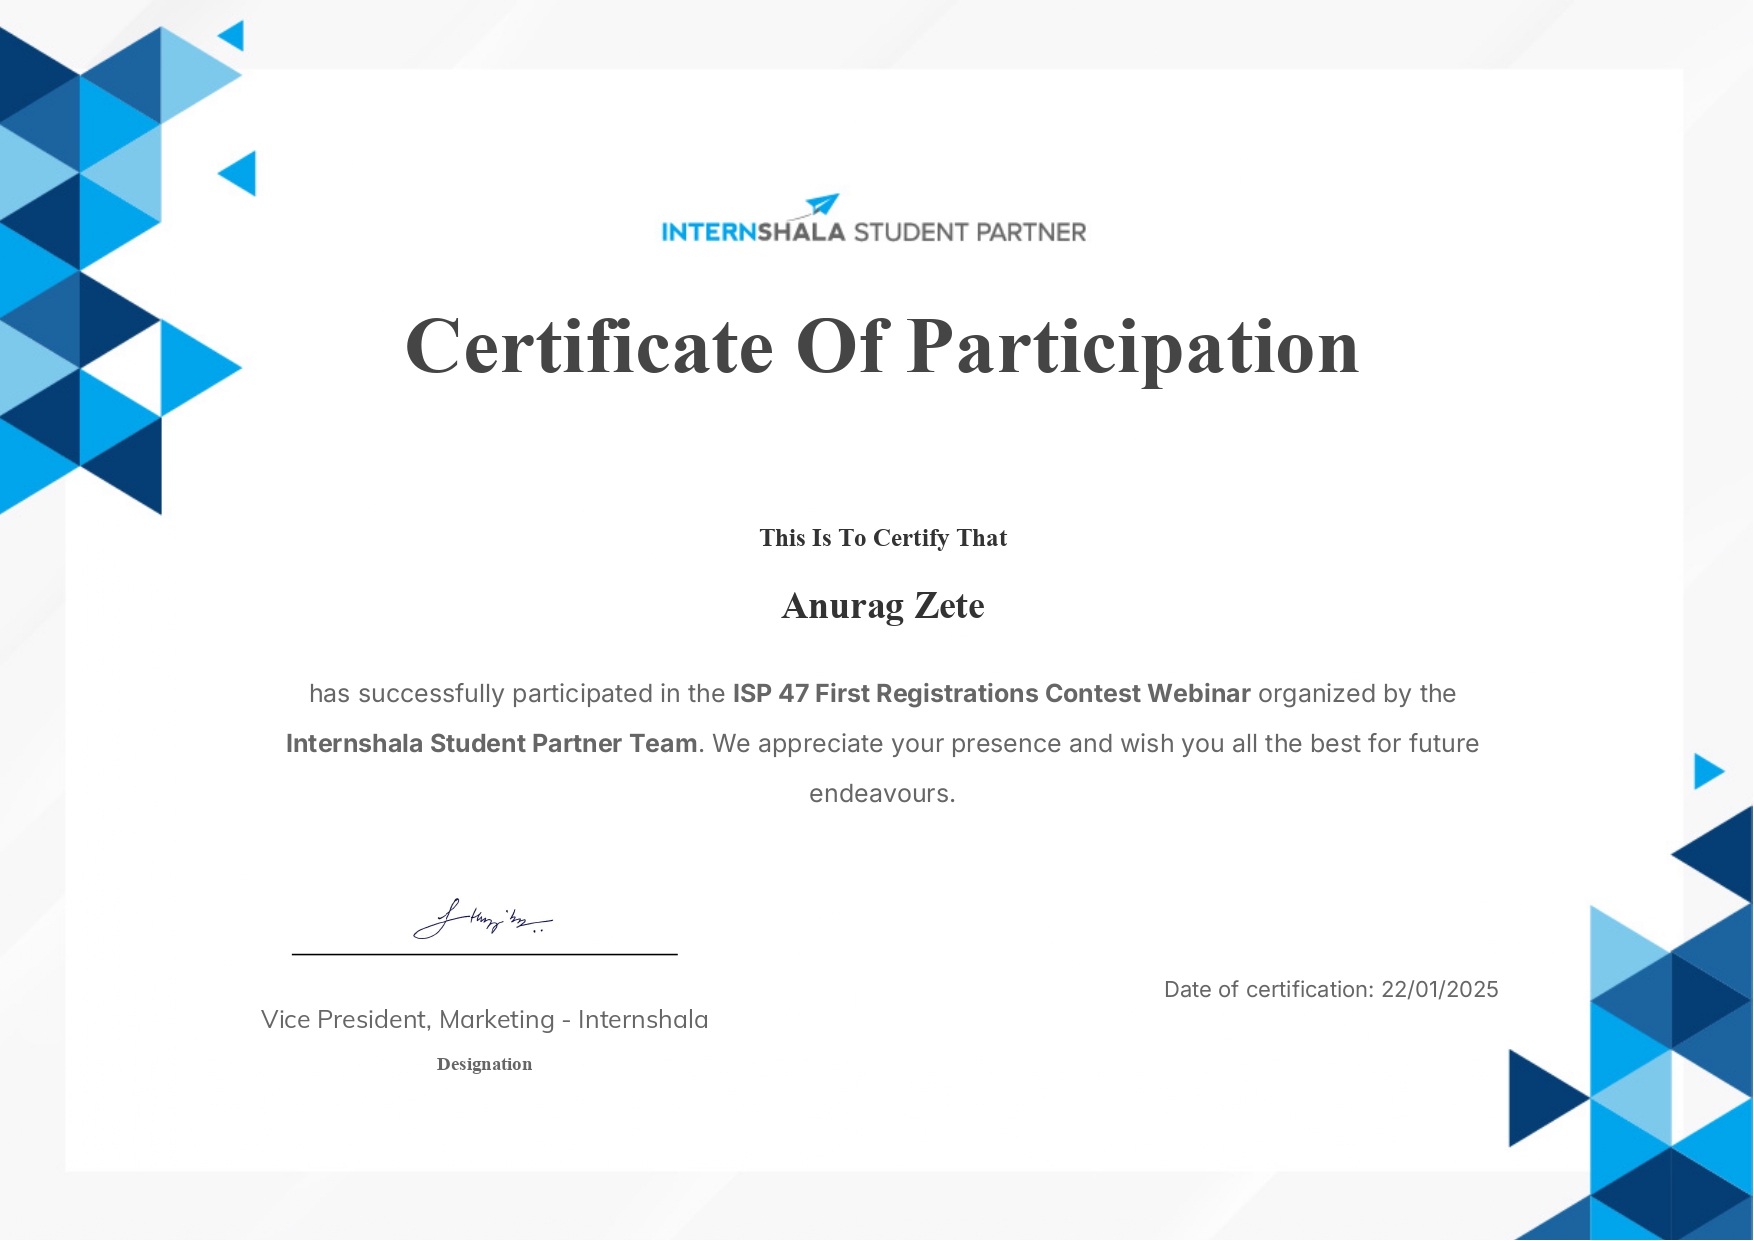 INTERNSHALA STUDENT PARTNER
Certificate Of Participation
This Is To Certify That
Anurag Zete
has successfully participated in the ISP 47 First Registrations Contest Webinar organized by the
Internshala Student Partner Team. We appreciate your presence and wish you all the best for future
endeavours.
Date of certification: 22/01/2025
Vice President, Marketing - Internshala
Designation